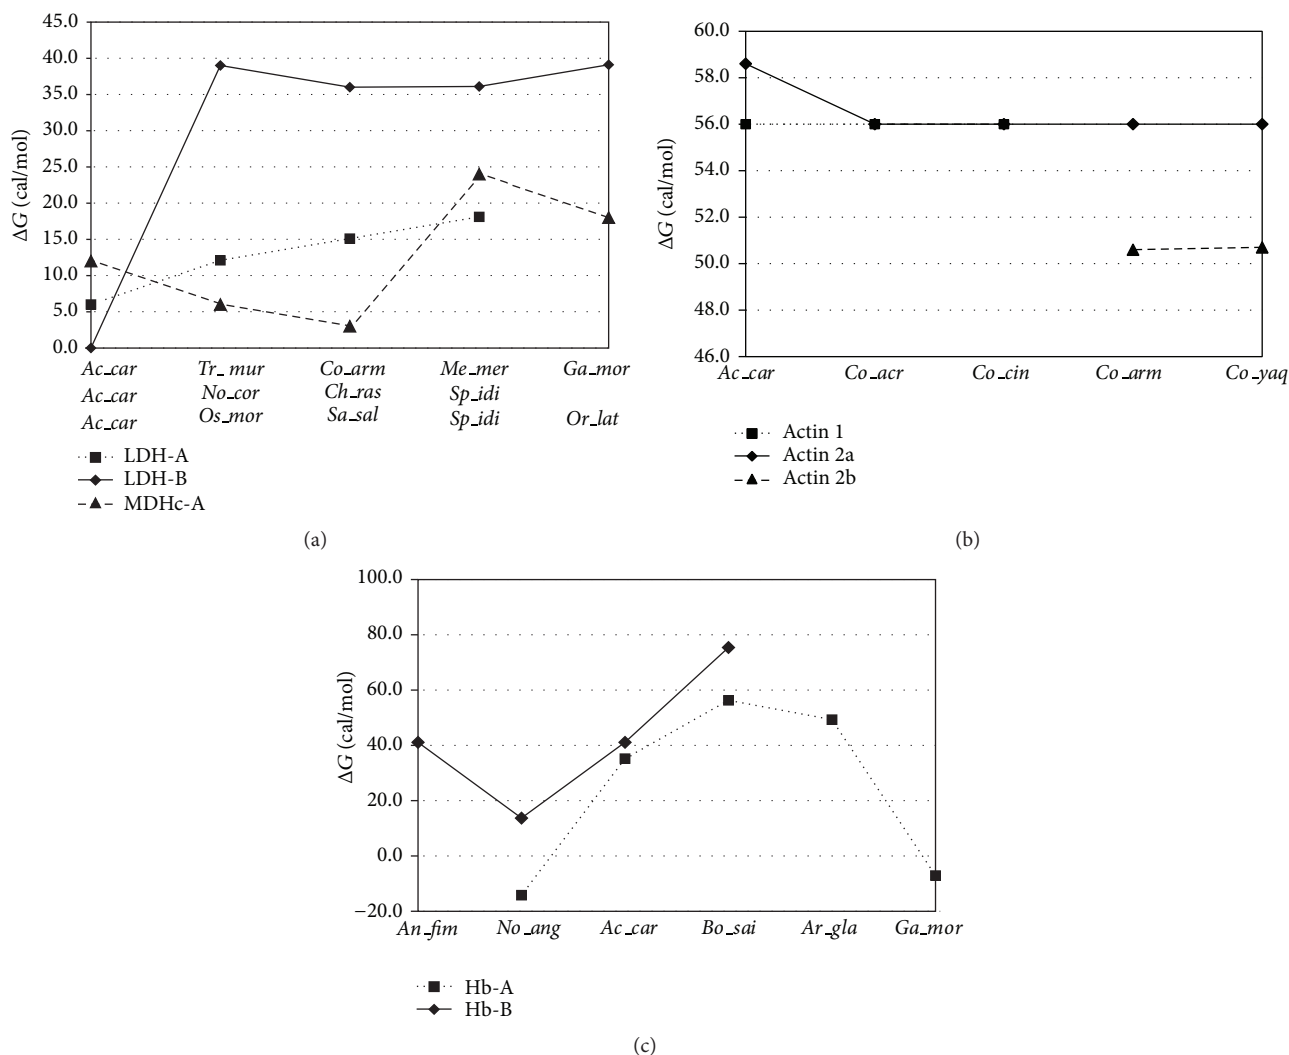 45.0
40.0
35.0
30.0
25.0
20.0
15.0
10.0
5.0
0.0
ΔG (cal/mol)
Ac_car Tr_mur Co_arm Me_mer Ga_mor
Ac_car No_cor Ch_ras Sp_idi
Ac_car Os_mor Sa_sal Sp_idi Or_lat
LDH-A
LDH-B
MDHc-A
(a)
60.0
58.0
56.0
54.0
52.0
50.0
48.0
46.0
ΔG (cal/mol)
Ac_car Co_acr Co_cin Co_arm Co_yaq
Actin 1
Actin 2a
Actin 2b
(b)
100.0
80.0
60.0
40.0
20.0
0.0
−20.0
ΔG (cal/mol)
An_fim No_ang Ac_car Bo_sai Ar_gla Ga_mor
Hb-A
Hb-B
(c)